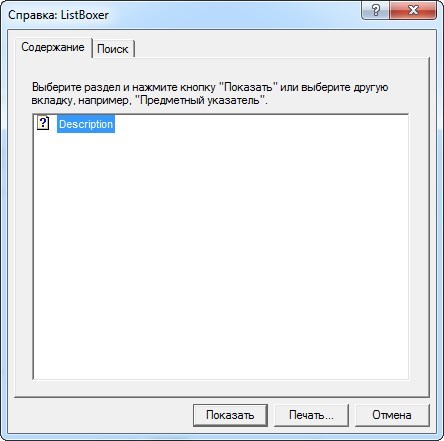 Справка: ListBoxer
Содержание
Поиск
Выберите раздел и нажмите кнопку "Показать" или выберите другую
вкладку, например, "Предметный указатель".
Description
Показать
Печать...
Отмена